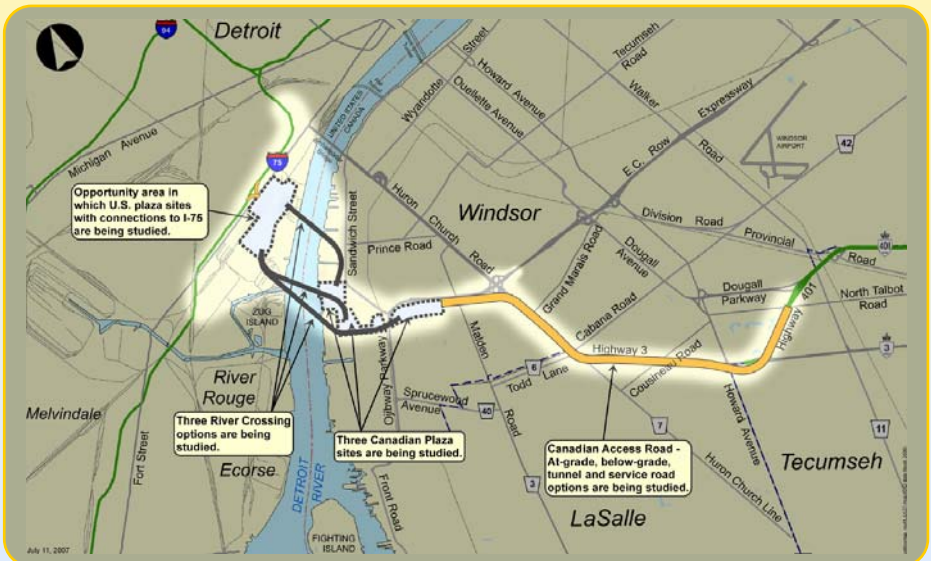 94
Detroit
Michigan Avenue
UNITED STATES
CANADA
Wyandotte
Street
Howard Avenue
Ouellette Avenue
Tecumseh
Road
Walker
Road
Expressway
E.C. Row
WINDSOR
AIRPORT
42
75
Opportunity area in
which U.S. plaza sites
with connections to I-75
are being studied.
Sandwich Street
Huron
Church
Road
Windsor
Prince Road
Grand Marais Road
Dougall
Avenue
Division Road
Provincial
Road
401
Dougall
Parkway
North Talbot
Road
Highway 401
3
ZUG
ISLAND
Cabana Road
Highway 3
Cousineau Road
6
Todd Lane
Malden
Road
Ojibway Parkway
Sprucewood
Avenue
40
River
Rouge
Melvindale
Fort Street
Three River Crossing
options are being
studied.
Three Canadian Plaza
sites are being studied.
Canadian Access Road -
At-grade, below-grade,
tunnel and service road
options are being studied.
7
Howard Avenue
11
Huron Church Line
Tecumseh
Ecorse
DETROIT
RIVER
Front Road
3
LaSalle
FIGHTING
ISLAND
July 11, 2007